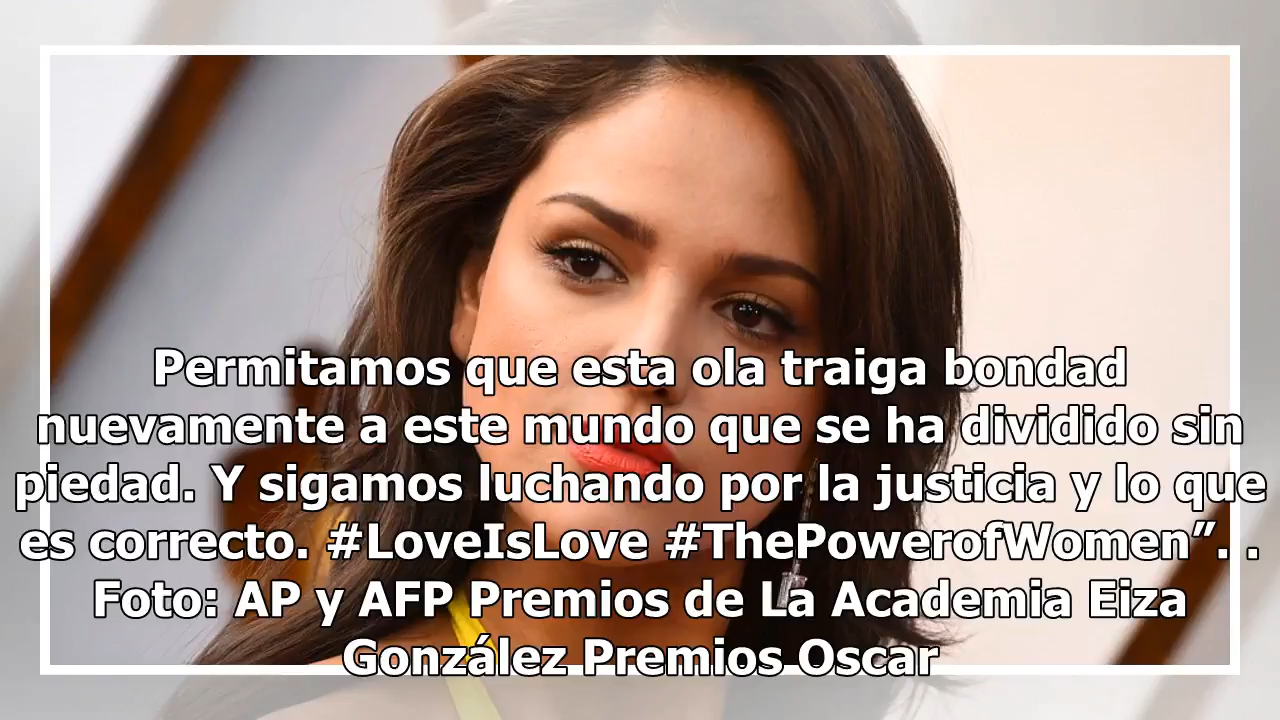 Permitamos que esta ola traiga bondad
nuevamente a este mundo que se ha dividido sin
piedad. Y sigamos luchando por la justicia y lo que
es correcto. #LoveIsLove #ThePowerofWomen”. .
Foto: AP y AFP Premios de La Academia Eiza
González Premios Oscar